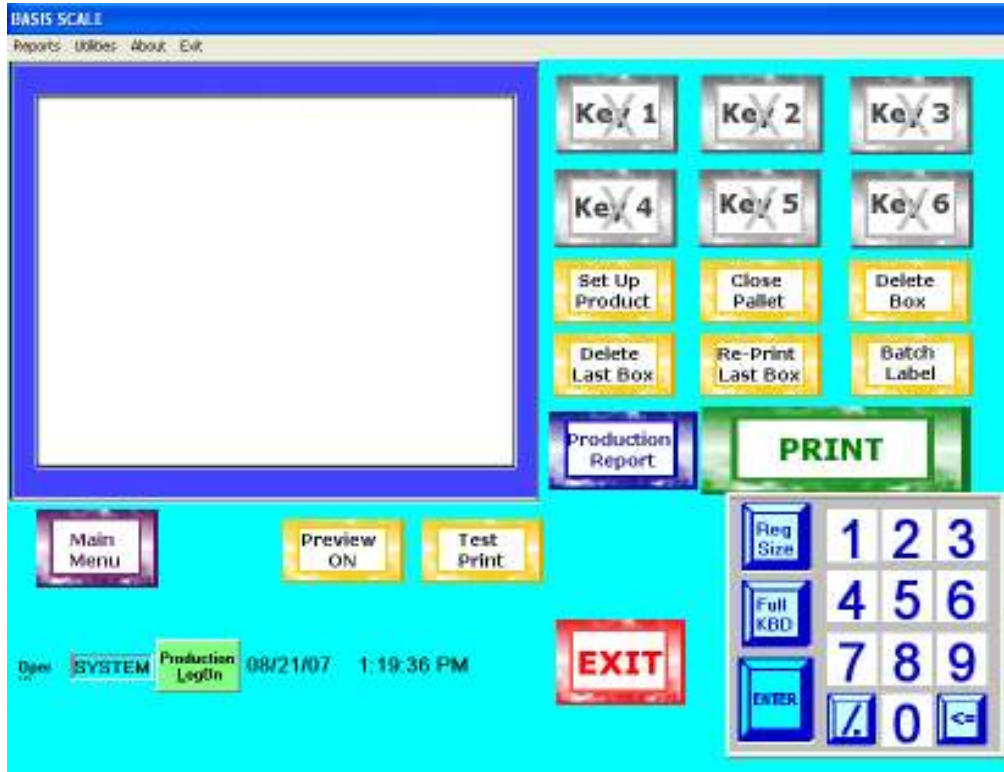 BASIS SCALE
Reports Utilities About Exit
Key 1
Key 2
Key 3
Key 4
Key 5
Key 6
Set Up
Product
Close
Pallet
Delete
Box
Delete
Last Box
Re-Print
Last Box
Batch
Label
Production
Report
PRINT
Main
Menu
Preview
ON
Test
Print
Reg
Size
1 2 3
Full
KBD
4 5 6
7 8 9
ENTER
/. 0 <=
EXIT
Oper
SYSTEM
Production
LogOn
08/21/07 1:19:36 PM